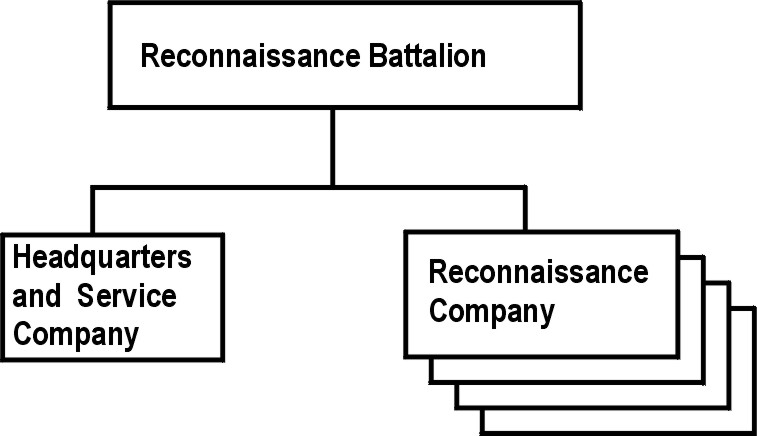 Reconnaissance Battalion
Headquarters
and Service
Company
Reconnaissance
Company